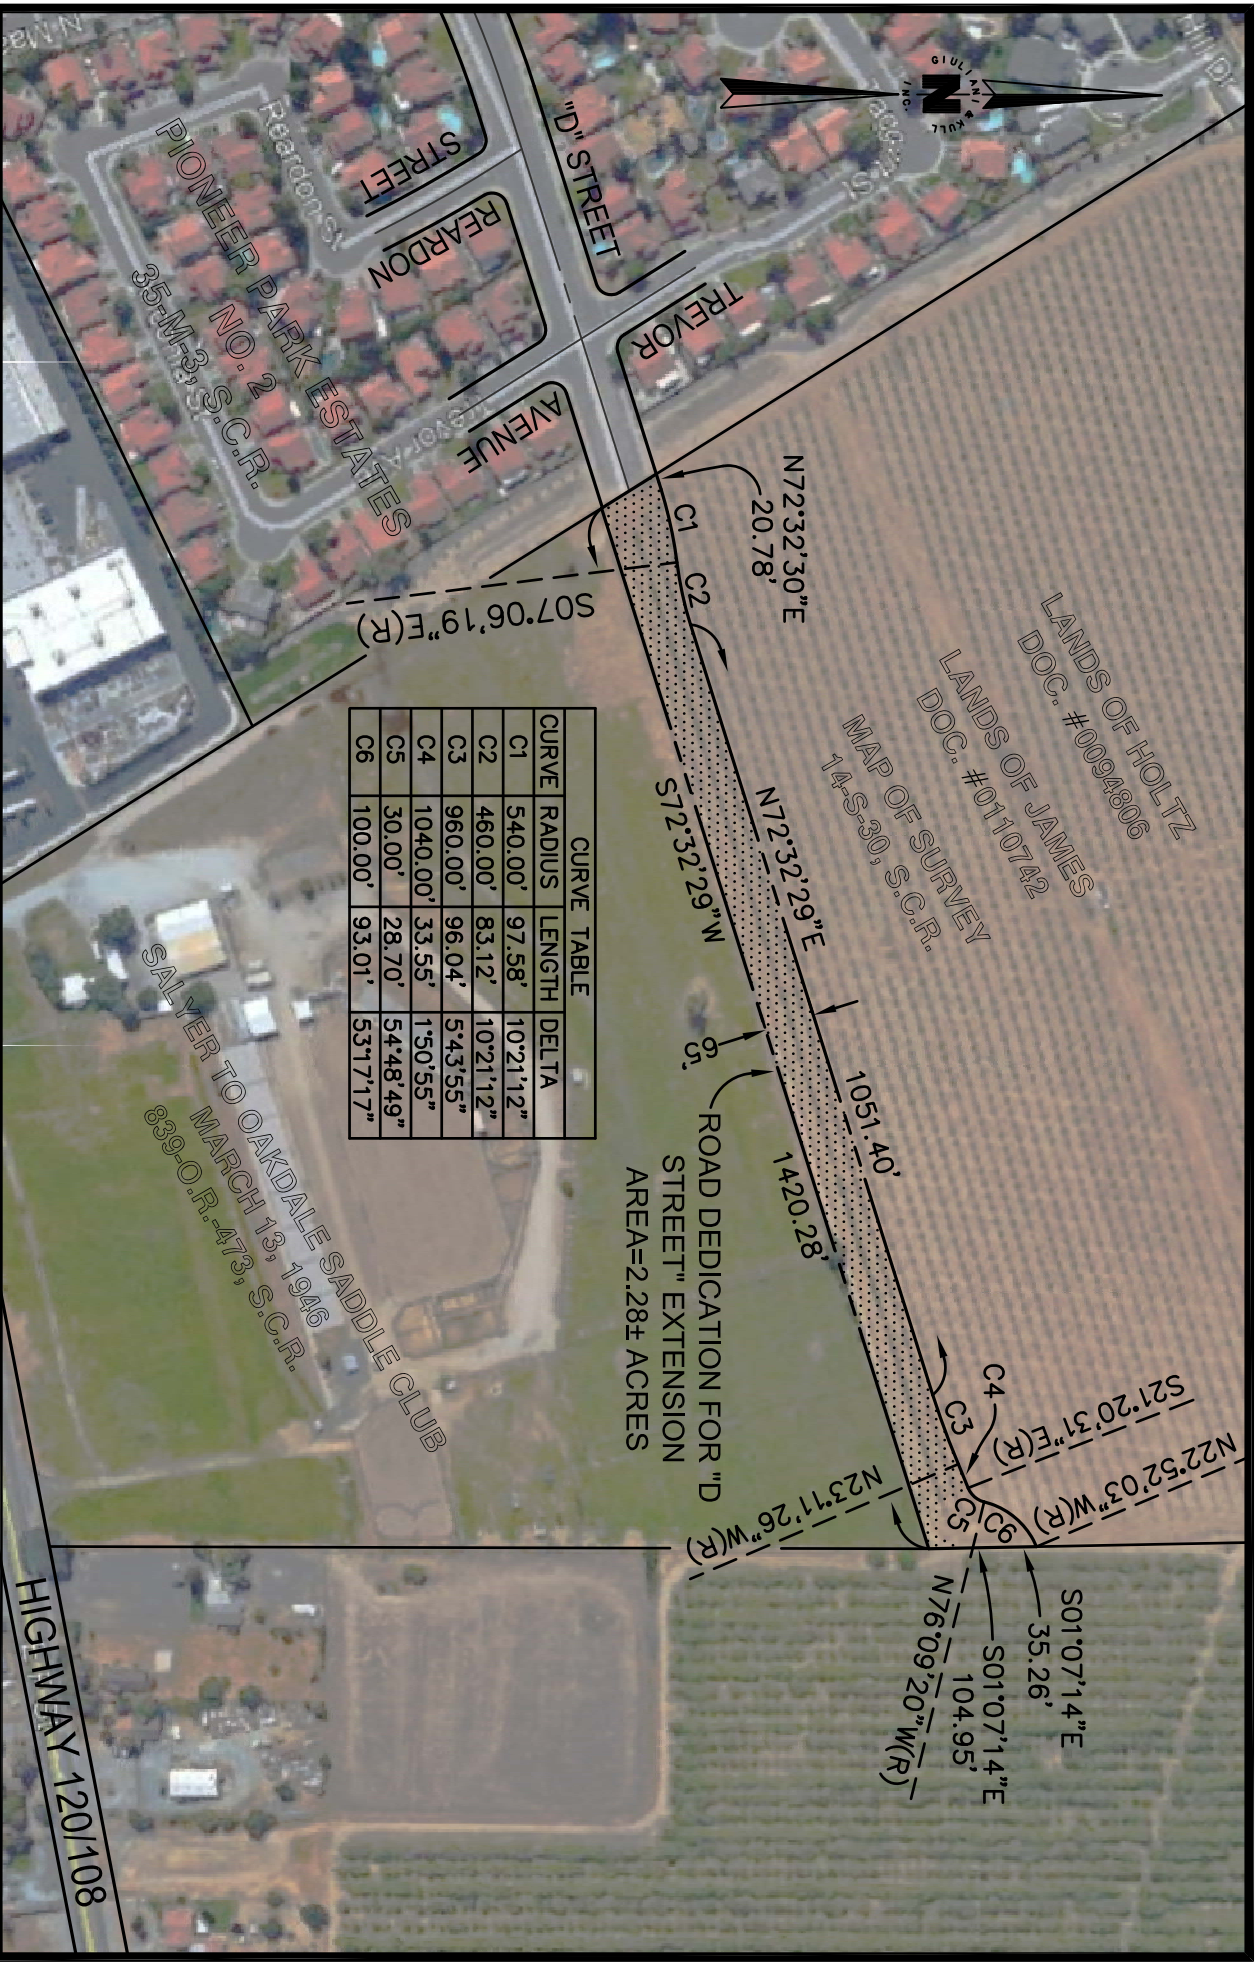 N Ma
Hi Dr
GIULIANI & KULL INC.
N
Reardon St
"D" STREET
REARDON
STREET
TREVOR
AVENUE
PIONEER PARK ESTATES
NO. 2
35-M-3, S.C.R.
N72°32'30"E
20.78'
C1
C2
S07°06'19"E(R)
LANDS OF HOLTZ
DOC. #0094806
LANDS OF JAMES
DOC. #0110742
MAP OF SURVEY
14-S-30, S.C.R.
N72°32'29"E
1051.40'
S72°32'29"W
1420.28'
95'
ROAD DEDICATION FOR "D
STREET" EXTENSION
AREA=2.28± ACRES
CURVE TABLE
CURVE RADIUS LENGTH DELTA
C1 540.00' 97.58' 10°21'12"
C2 460.00' 83.12' 10°21'12"
C3 960.00' 96.04' 5°43'55"
C4 1040.00' 33.55' 1°50'55"
C5 30.00' 28.70' 54°48'49"
C6 100.00' 93.01' 53°17'17"
C3
C4
C5
C6
S21°20'31"E(R)
N22°52'03"W(R)
N23°11'26"W(R)
S01°07'14"E
35.26'
S01°07'14"E
104.95'
N76°09'20"W(R)
SALYER TO OAKDALE SADDLE CLUB
MARCH 13, 1946
839-O.R.-473, S.C.R.
HIGHWAY 120/108